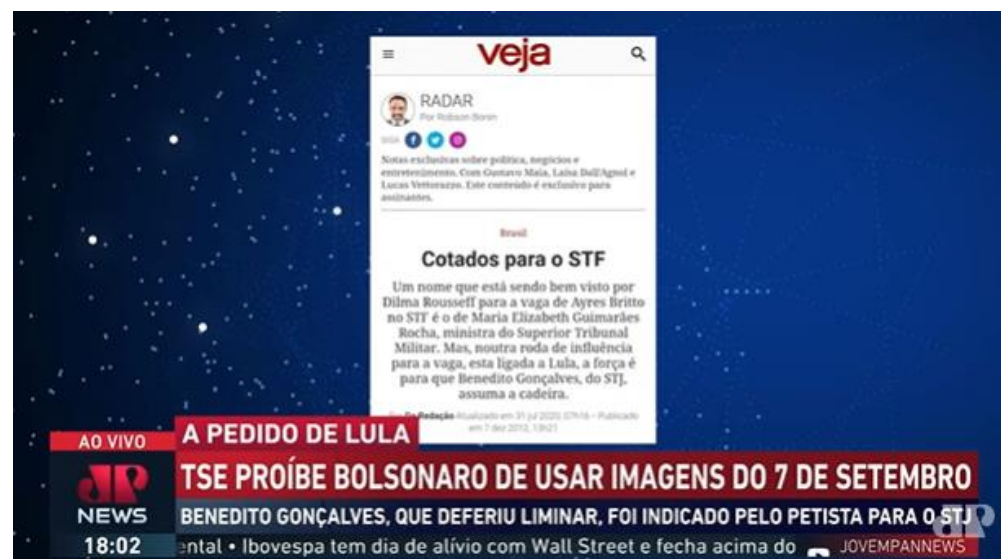 veja
RADAR
Por Robson Bonin
SIGA
Notas exclusivas sobre política, negócios e
entretenimento. Com Gustavo Maia, Laísa Dall'Agnol e
Lucas Vettorazzo. Este conteúdo é exclusivo para
assinantes.
Brasil
Cotados para o STF
Um nome que está sendo bem visto por
Dilma Rousseff para a vaga de Ayres Britto
no STF é o de Maria Elizabeth Guimarães
Rocha, ministra do Superior Tribunal
Militar. Mas, noutra roda de influência
para a vaga, esta ligada a Lula, a força é
para que Benedito Gonçalves, do STJ,
assuma a cadeira.
Da Redação Atualizado em 31 jul 2020, 07h16 - Publicado
em 7 dez 2012, 13h21
A PEDIDO DE LULA
AO VIVO
TSE PROÍBE BOLSONARO DE USAR IMAGENS DO 7 DE SETEMBRO
JP
NEWS
BENEDITO GONÇALVES, QUE DEFERIU LIMINAR, FOI INDICADO PELO PETISTA PARA O STJ
JP
18:02
ental • Ibovespa tem dia de alívio com Wall Street e fecha acima do
JOVEMPANNEWS